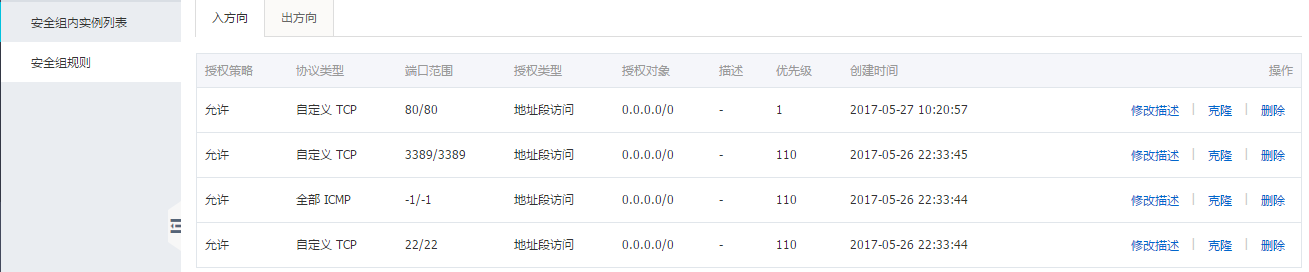 安全组内实例列表
安全组规则
入方向 出方向
授权策略 协议类型 端口范围 授权类型 授权对象 描述 优先级 创建时间 操作
允许 自定义 TCP 80/80 地址段访问 0.0.0.0/0 - 1 2017-05-27 10:20:57 修改描述 | 克隆 | 删除
允许 自定义 TCP 3389/3389 地址段访问 0.0.0.0/0 - 110 2017-05-26 22:33:45 修改描述 | 克隆 | 删除
允许 全部 ICMP -1/-1 地址段访问 0.0.0.0/0 - 110 2017-05-26 22:33:44 修改描述 | 克隆 | 删除
允许 自定义 TCP 22/22 地址段访问 0.0.0.0/0 - 110 2017-05-26 22:33:44 修改描述 | 克隆 | 删除